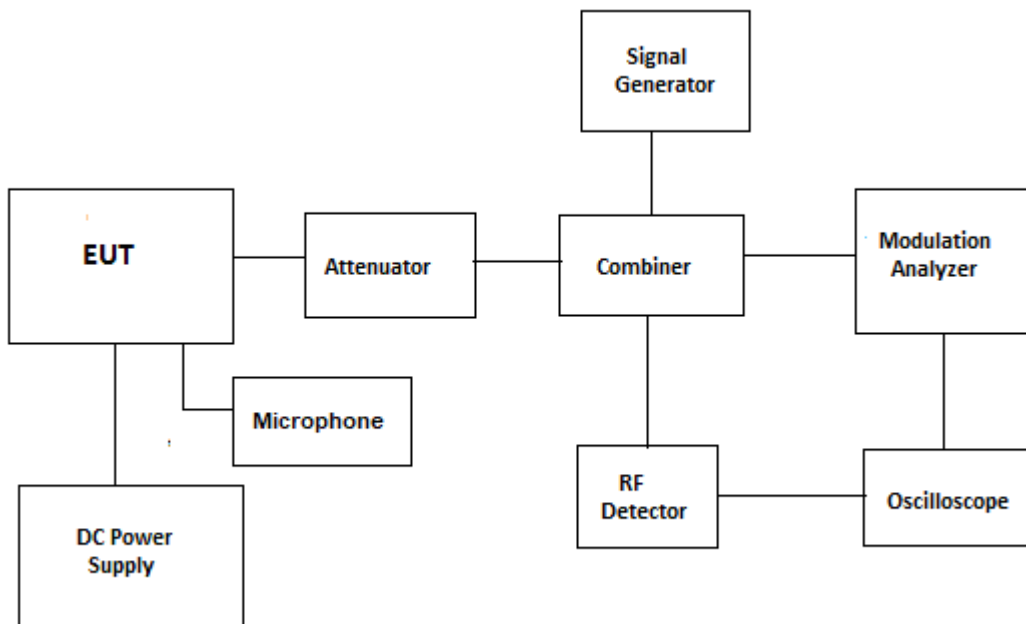 Signal
Generator
EUT
Attenuator
Combiner
Modulation
Analyzer
Microphone
RF
Detector
Oscilloscope
DC Power
Supply